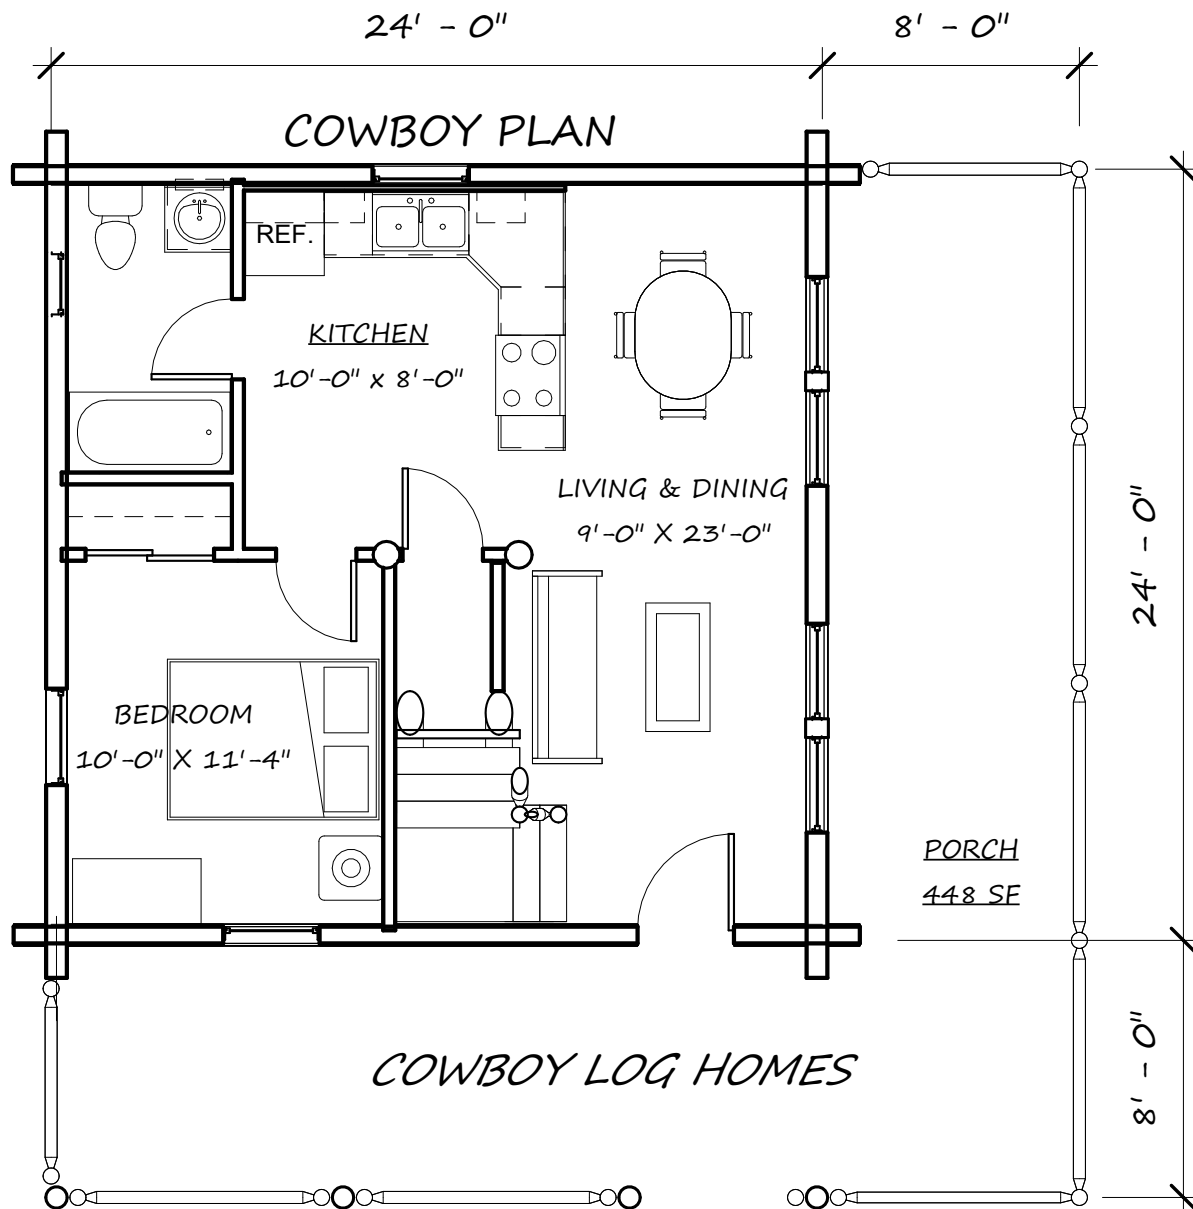 24' - 0"
8' - 0"
COWBOY PLAN
REF.
KITCHEN
10'-0" x 8'-0"
LIVING & DINING
9'-0" X 23'-0"
24' - 0"
BEDROOM
10'-0" X 11'-4"
PORCH
448 SF
COWBOY LOG HOMES
8' - 0"